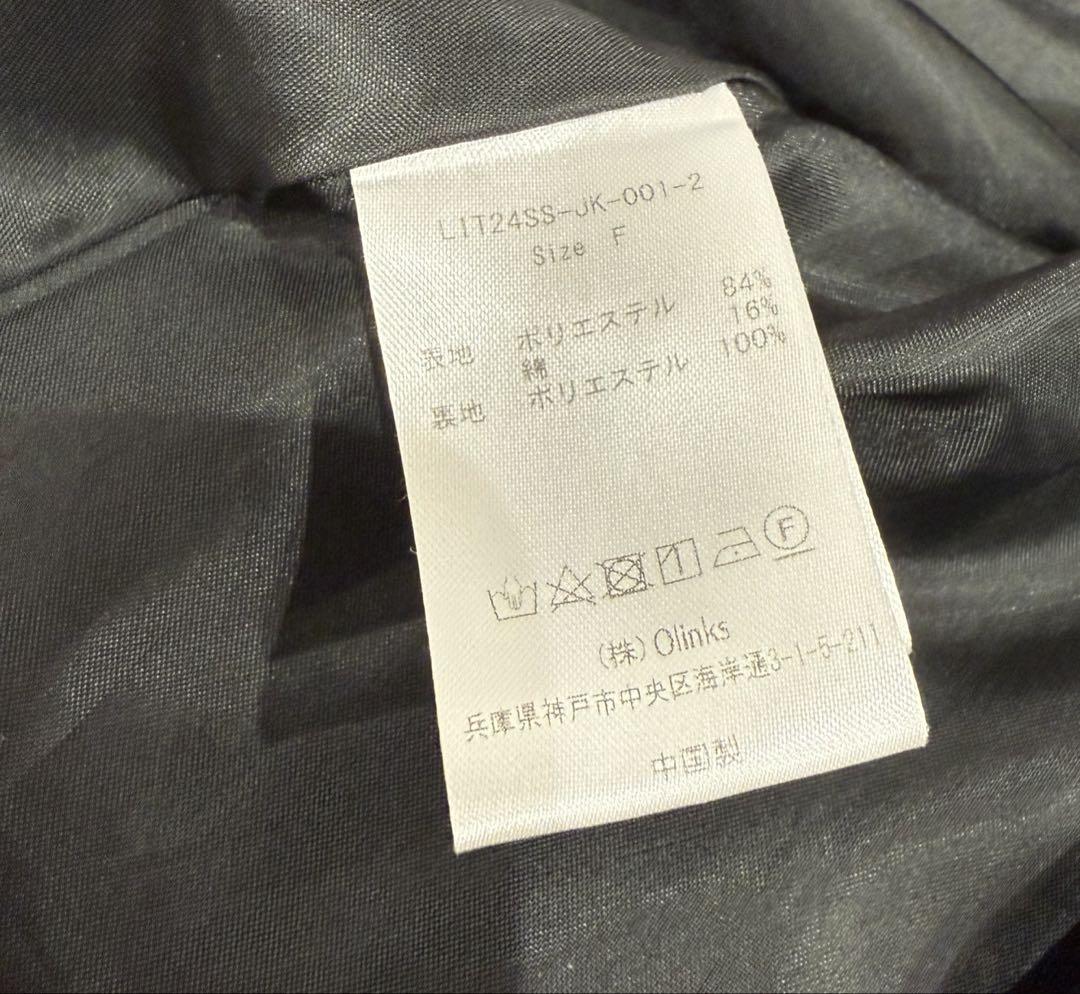 LIT24SS-JK-001-2
Size F
表地 ポリエステル 84%
綿 16%
裏地 ポリエステル 100%
F
(株)Olinks
兵庫県神戸市中央区海岸通3-1-5-211
中国製